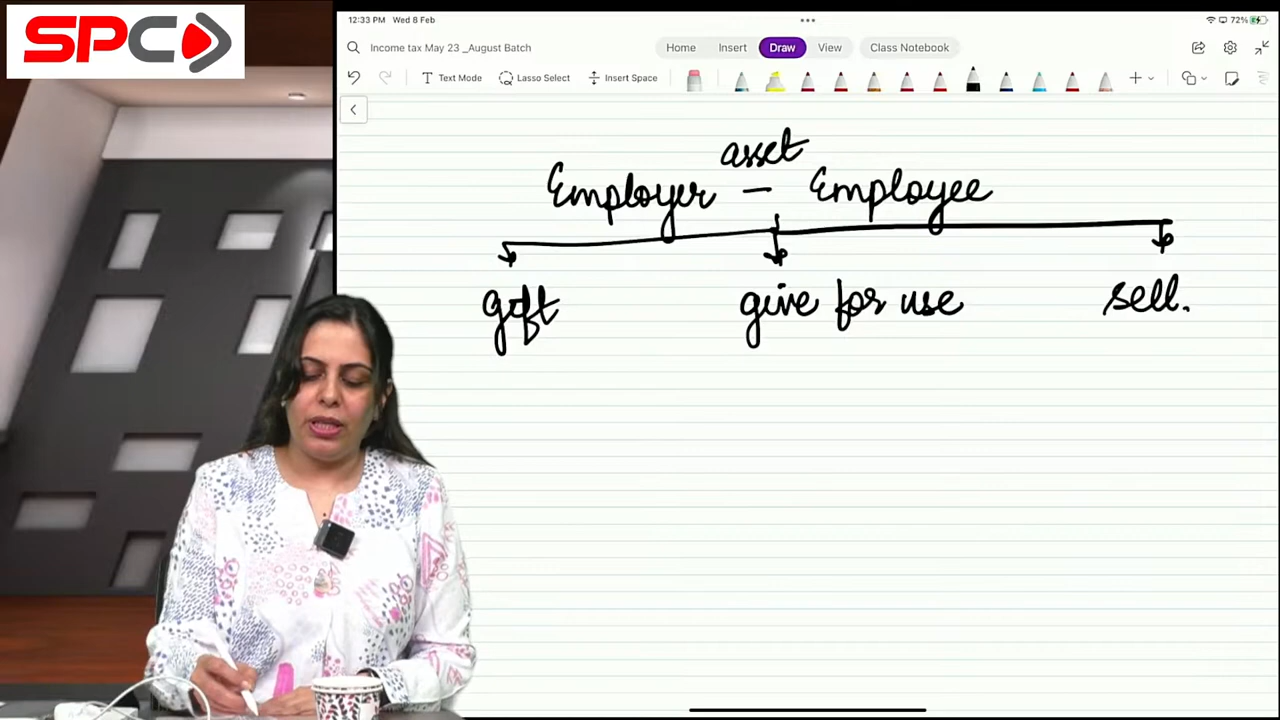 SPC
12:33 PM Wed 8 Feb
72%
Income tax May 23 _August Batch
Home Insert Draw View Class Notebook
Text Mode Lasso Select Insert Space
asset
Employer — Employee
gift give for use sell.